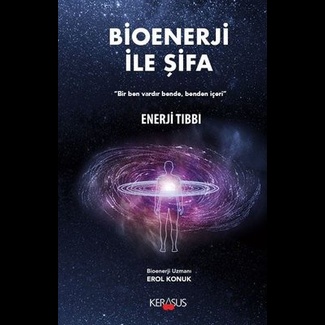 BİOENERJİ
İLE ŞİFA
"Bir ben vardır bende, benden içeri"
ENERJİ TIBBI
Bioenerji Uzmanı
EROL KONUK
KERASUS